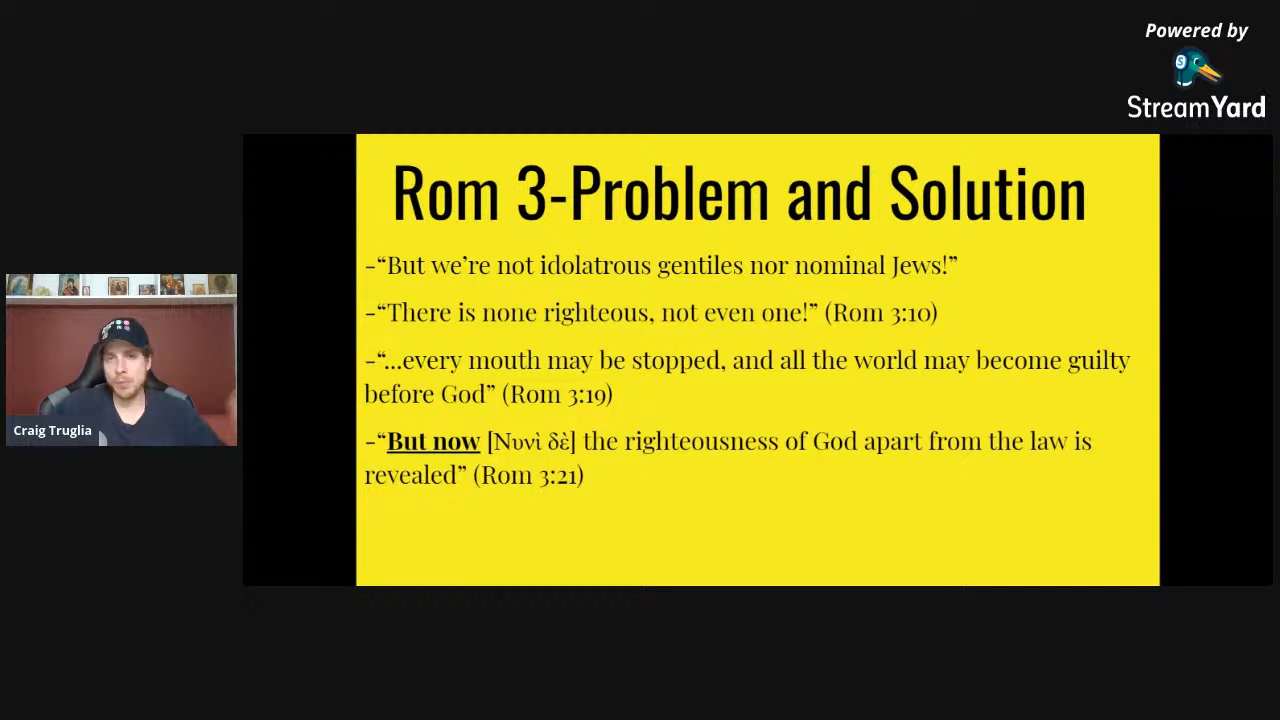 Powered by
StreamYard
Rom 3-Problem and Solution
-“But we’re not idolatrous gentiles nor nominal Jews!”
-“There is none righteous, not even one!” (Rom 3:10)
-“...every mouth may be stopped, and all the world may become guilty
before God” (Rom 3:19)
-“But now [Νυνὶ δὲ] the righteousness of God apart from the law is
revealed” (Rom 3:21)
Craig Truglia